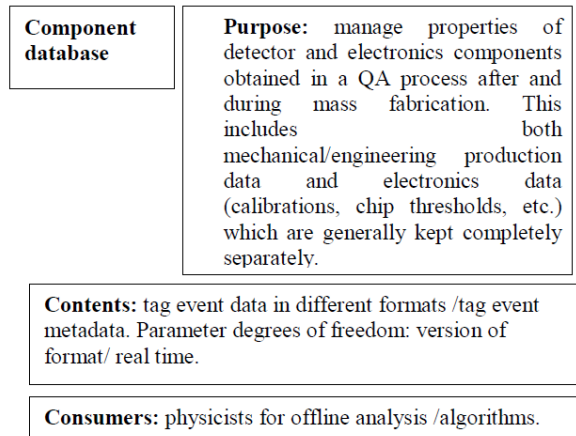 Component
database
Purpose: manage properties of
detector and electronics components
obtained in a QA process after and
during mass fabrication. This
includes both
mechanical/engineering production
data and electronics data
(calibrations, chip thresholds, etc.)
which are generally kept completely
separately.
Contents: tag event data in different formats /tag event
metadata. Parameter degrees of freedom: version of
format/ real time.
Consumers: physicists for offline analysis /algorithms.